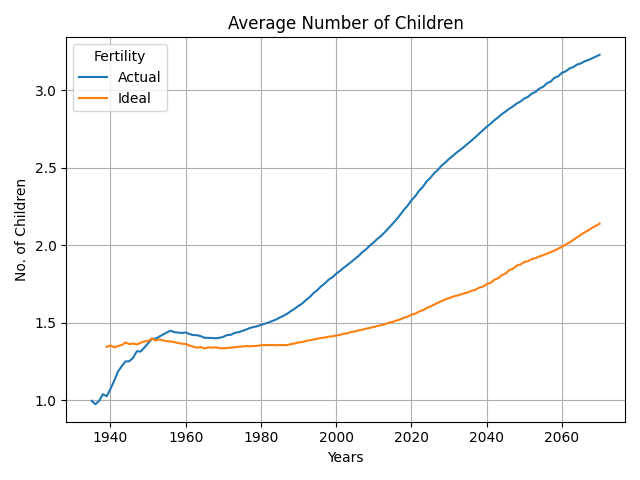 Average Number of Children
Fertility
Actual
Ideal
No. of Children
3.0
2.5
2.0
1.5
1.0
1940 1960 1980 2000 2020 2040 2060
Years